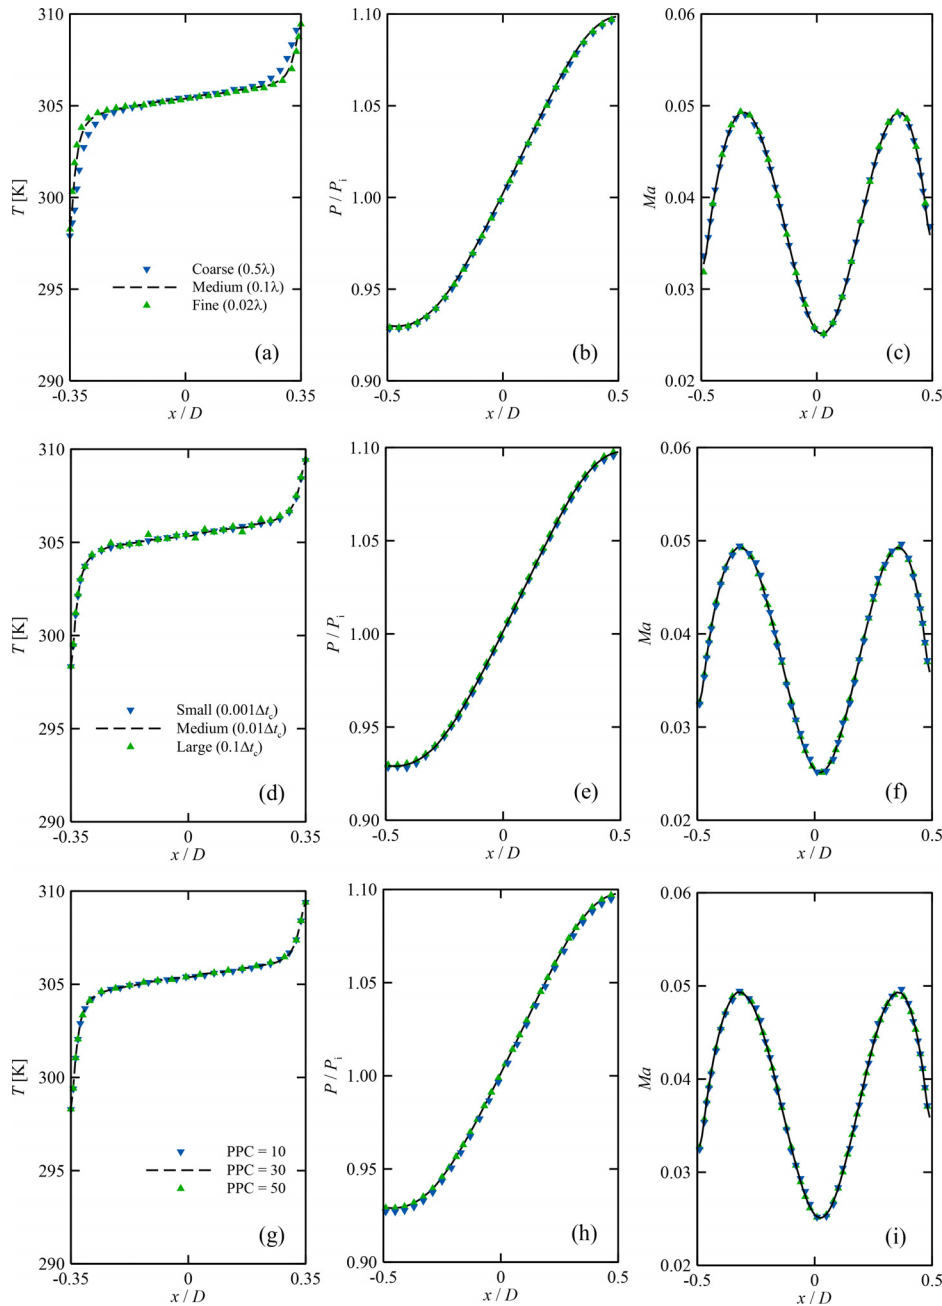 310
305
300
295
290
T [K]
Coarse (0.5λ)
Medium (0.1λ)
Fine (0.02λ)
(a)
-0.35 0 0.35
x / D
1.10
1.05
1.00
0.95
0.90
P / Pi
(b)
-0.5 0 0.5
x / D
0.06
0.05
0.04
0.03
0.02
Ma
(c)
-0.5 0 0.5
x / D
310
305
300
295
290
T [K]
Small (0.001Δtc)
Medium (0.01Δtc)
Large (0.1Δtc)
(d)
-0.35 0 0.35
x / D
1.10
1.05
1.00
0.95
0.90
P / Pi
(e)
-0.5 0 0.5
x / D
0.06
0.05
0.04
0.03
0.02
Ma
(f)
-0.5 0 0.5
x / D
310
305
300
295
290
T [K]
PPC = 10
PPC = 30
PPC = 50
(g)
-0.35 0 0.35
x / D
1.10
1.05
1.00
0.95
0.90
P / Pi
(h)
-0.5 0 0.5
x / D
0.06
0.05
0.04
0.03
0.02
Ma
(i)
-0.5 0 0.5
x / D